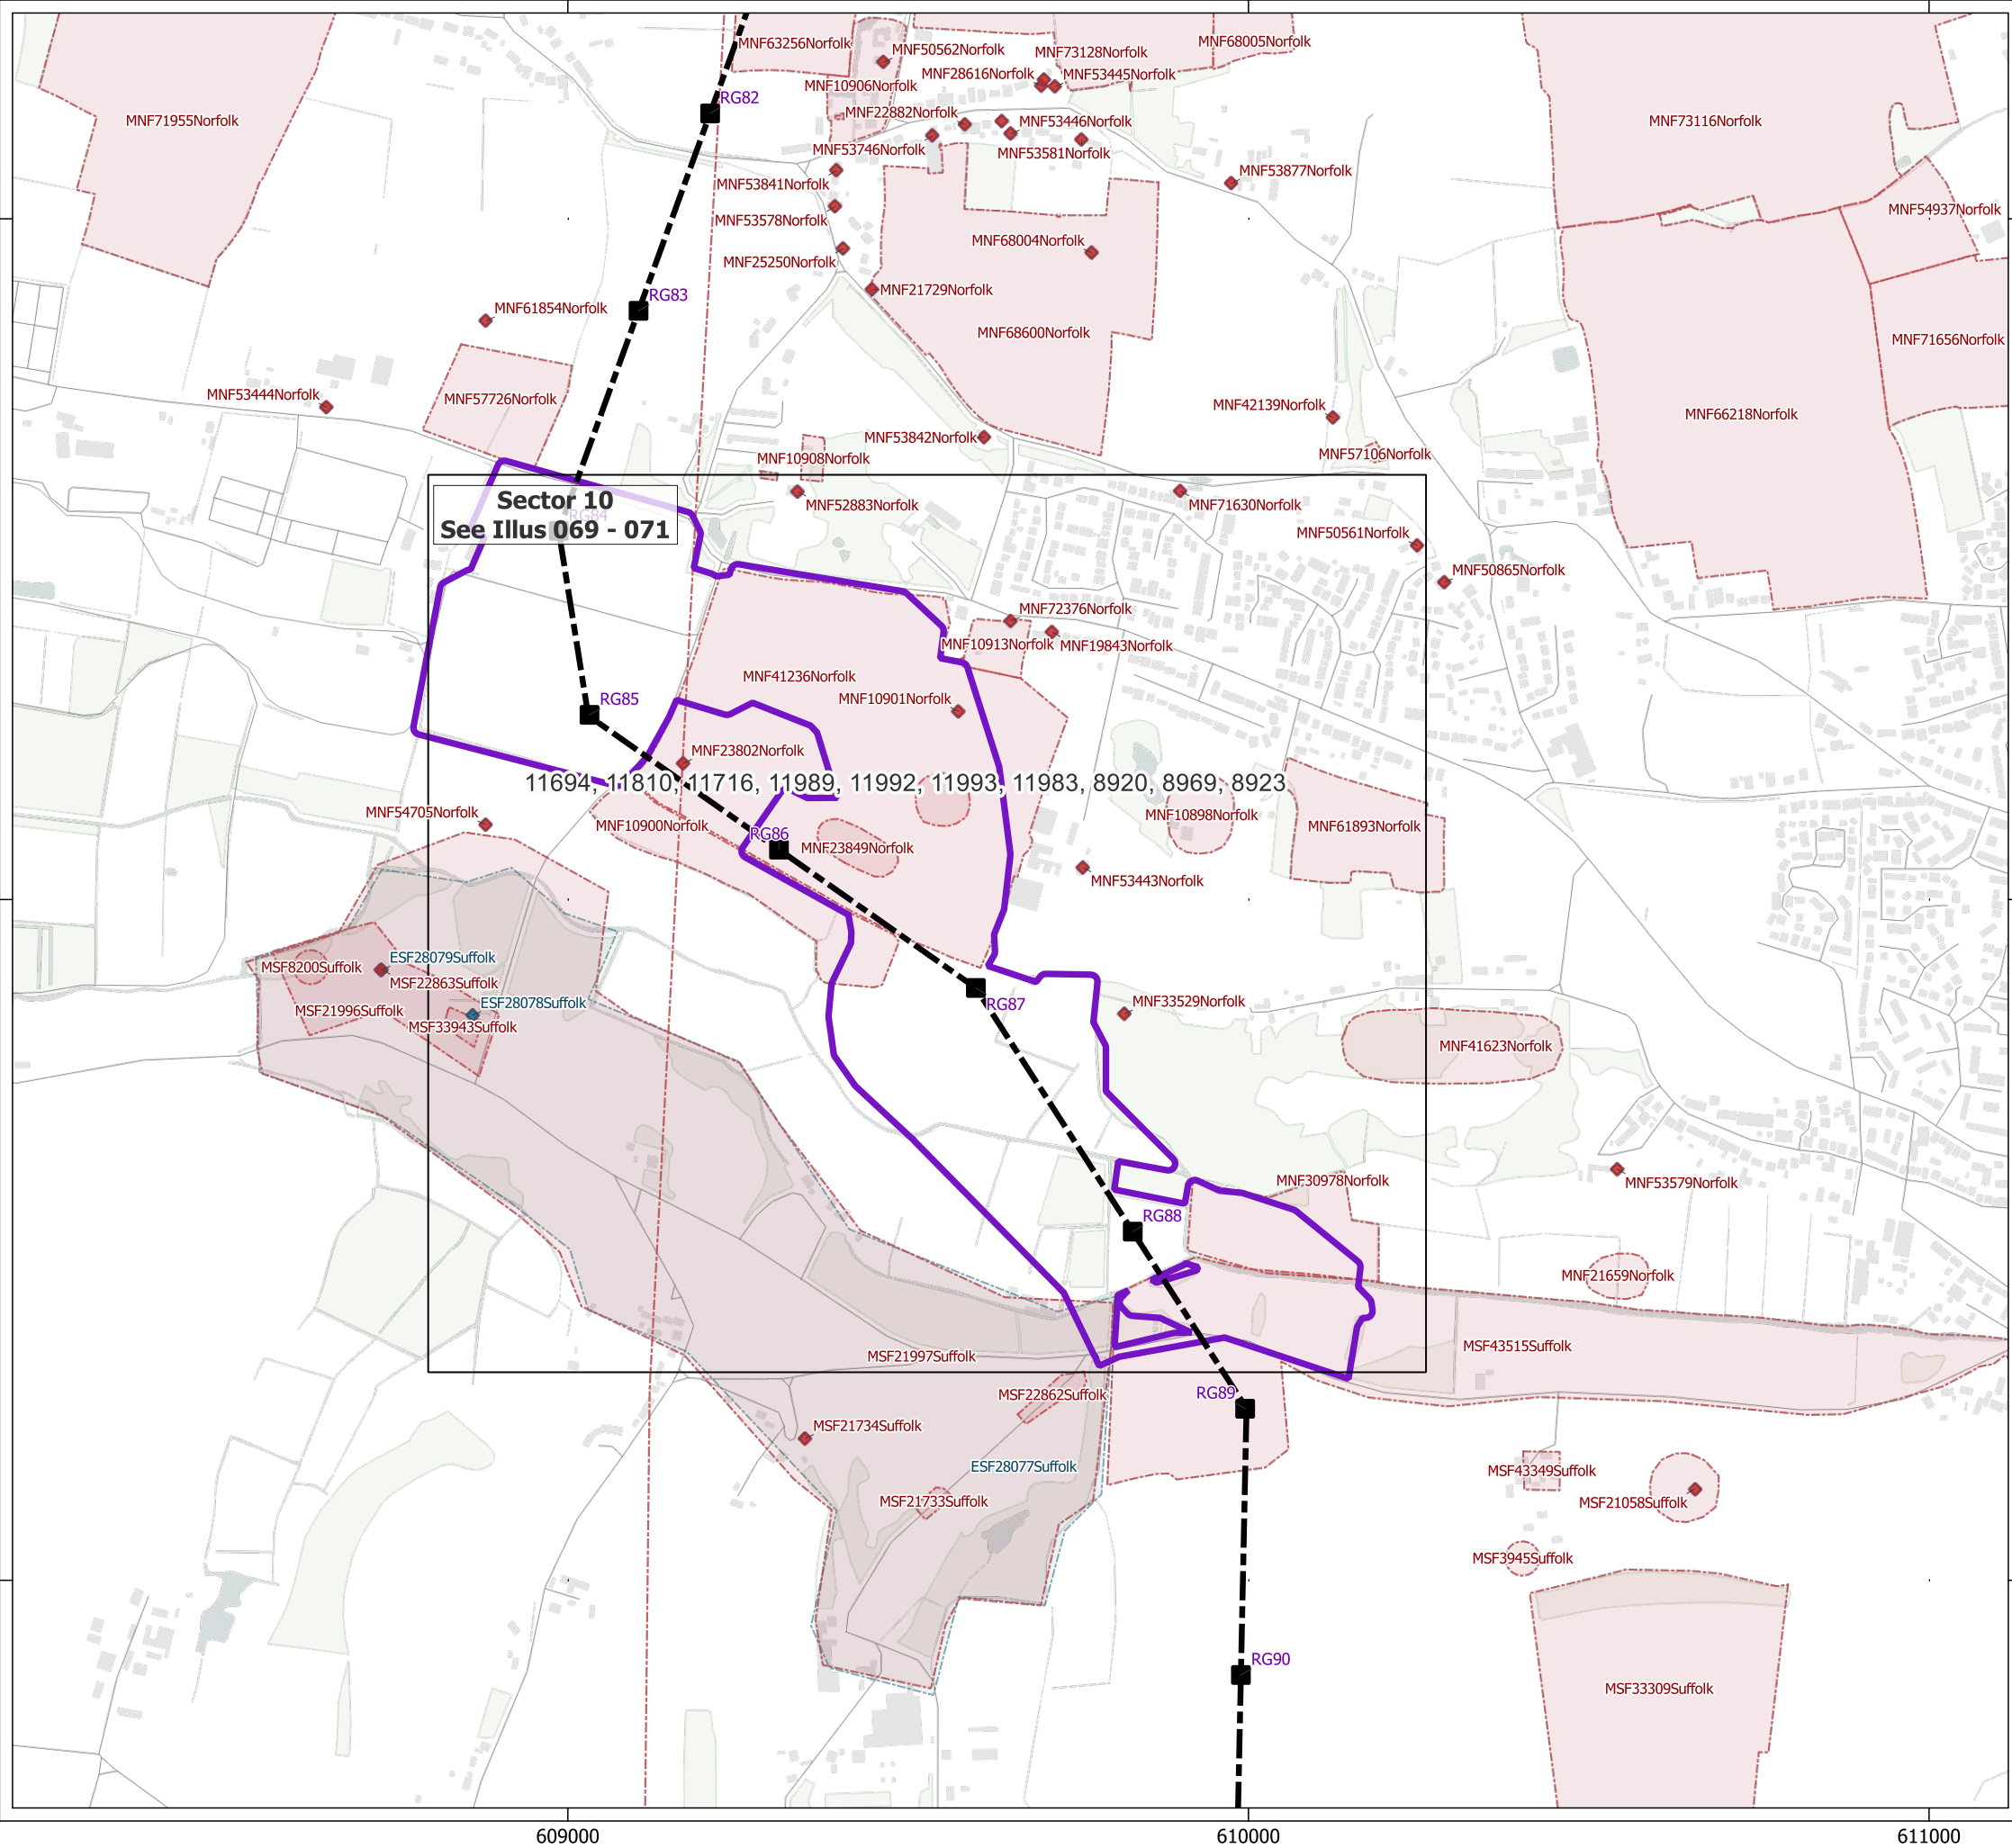 MNF63256Norfolk
MNF50562Norfolk
MNF73128Norfolk
MNF68005Norfolk
MNF28616Norfolk
MNF53445Norfolk
MNF10906Norfolk
RG82
MNF22882Norfolk
MNF71955Norfolk
MNF53446Norfolk
MNF73116Norfolk
MNF53746Norfolk
MNF53581Norfolk
MNF53877Norfolk
MNF53841Norfolk
MNF54937Norfolk
MNF53578Norfolk
MNF68004Norfolk
MNF25250Norfolk
MNF21729Norfolk
RG83
MNF61854Norfolk
MNF68600Norfolk
MNF71656Norfolk
MNF53444Norfolk
MNF57726Norfolk
MNF42139Norfolk
MNF66218Norfolk
MNF53842Norfolk
MNF57106Norfolk
MNF10908Norfolk
Sector 10
See Illus 069 - 071
RG84
MNF52883Norfolk
MNF71630Norfolk
MNF50561Norfolk
MNF50865Norfolk
MNF72376Norfolk
MNF10913Norfolk
MNF19843Norfolk
MNF41236Norfolk
MNF10901Norfolk
RG85
MNF23802Norfolk
11694, 11810, 11716, 11989, 11992, 11993, 11983, 8920, 8969, 8923
MNF54705Norfolk
MNF10898Norfolk
MNF10900Norfolk
MNF61893Norfolk
RG86
MNF23849Norfolk
MNF53443Norfolk
ESF28079Suffolk
MSF8200Suffolk
MSF22863Suffolk
ESF28078Suffolk
MSF21996Suffolk
MSF33943Suffolk
RG87
MNF33529Norfolk
MNF41623Norfolk
MNF30978Norfolk
MNF53579Norfolk
RG88
MNF21659Norfolk
MSF43515Suffolk
MSF21997Suffolk
MSF22862Suffolk
RG89
MSF21734Suffolk
ESF28077Suffolk
MSF43349Suffolk
MSF21733Suffolk
MSF21058Suffolk
MSF3945Suffolk
RG90
MSF33309Suffolk
609000
610000
611000